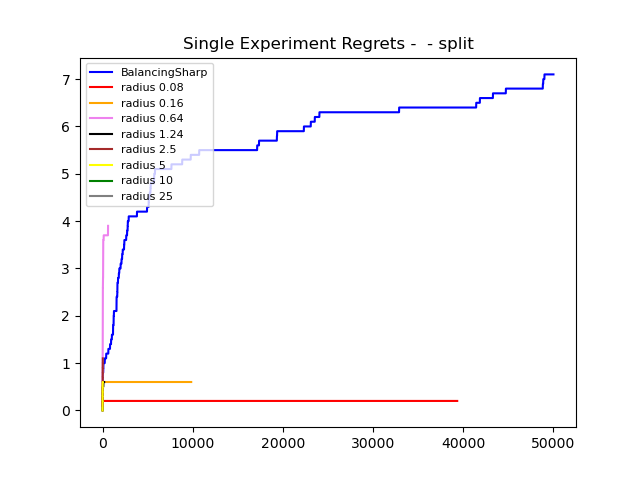 Single Experiment Regrets -  - split
BalancingSharp
radius 0.08
radius 0.16
radius 0.64
radius 1.24
radius 2.5
radius 5
radius 10
radius 25
7
6
5
4
3
2
1
0
0 10000 20000 30000 40000 50000